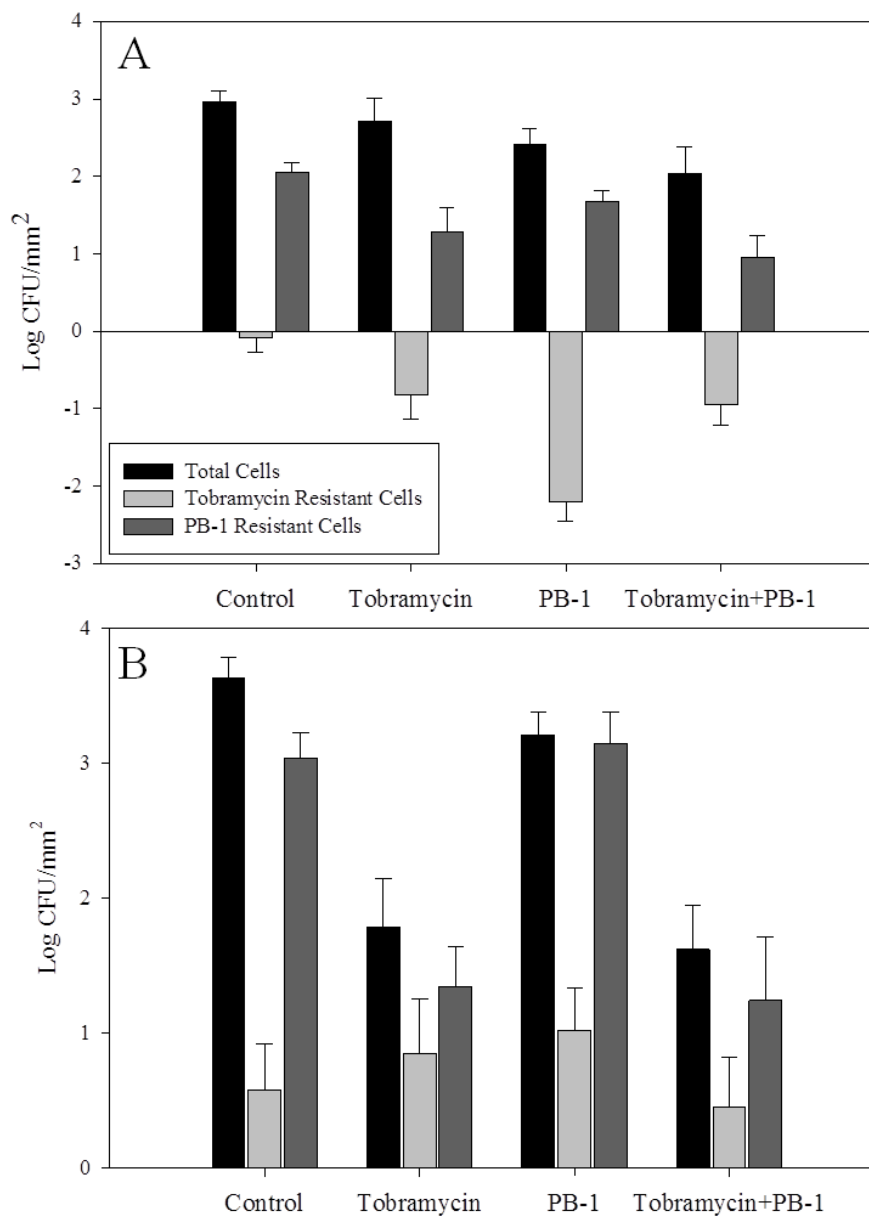 4
A
3
2
1
0
-1
-2
-3
Log CFU/mm²
Total Cells
Tobramycin Resistant Cells
PB-1 Resistant Cells
Control Tobramycin PB-1 Tobramycin+PB-1
4
B
3
2
1
0
Log CFU/mm²
Control Tobramycin PB-1 Tobramycin+PB-1